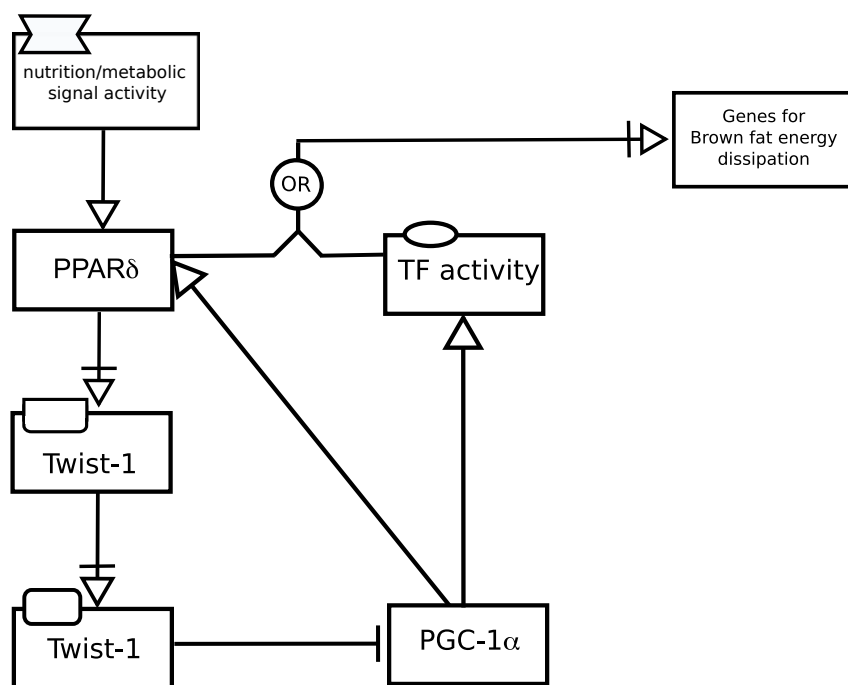 nutrition/metabolic
signal activity
Genes for
Brown fat energy
dissipation
OR
PPARδ
TF activity
Twist-1
Twist-1
PGC-1α